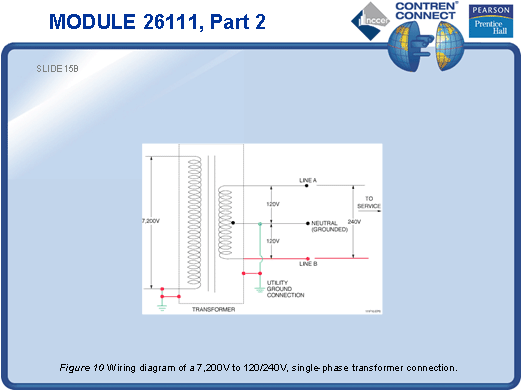 MODULE 26111, Part 2
nccer
CONTREN®
CONNECT
PEARSON
Prentice
Hall
SLIDE 15B
LINE A
TO
SERVICE
120V
7,200V
NEUTRAL
(GROUNDED)
240V
120V
LINE B
UTILITY
GROUND
CONNECTION
TRANSFORMER
Figure 10 Wiring diagram of a 7,200V to 120/240V, single-phase transformer connection.